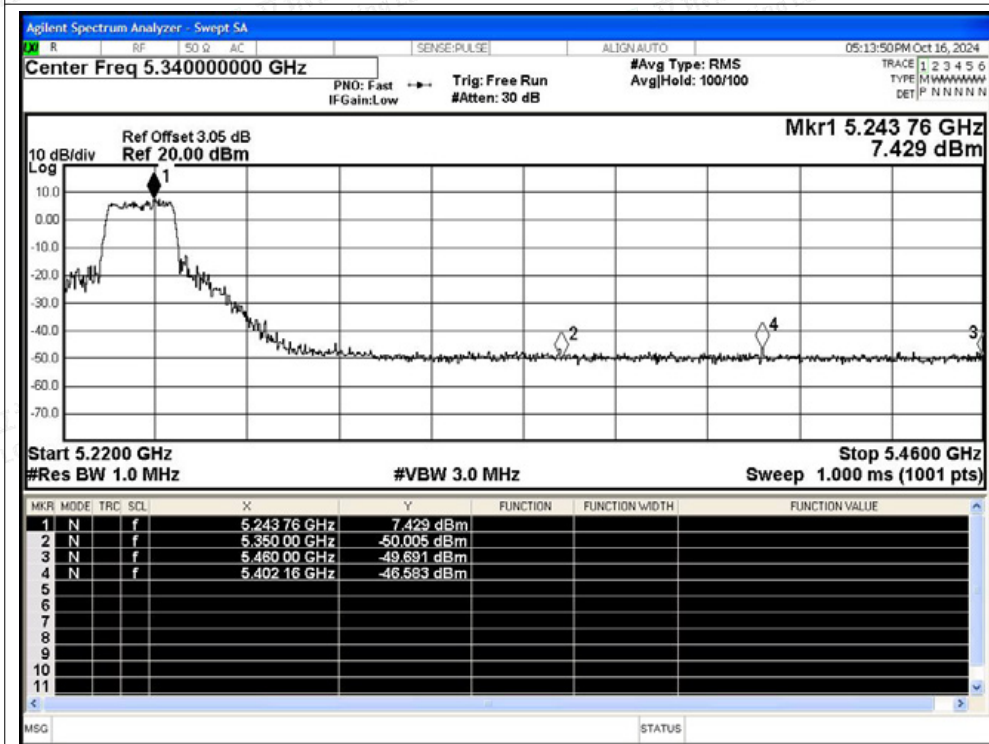 Agilent Spectrum Analyzer - Swept SA
LXI R RF 50 Ω AC SENSE:PULSE ALIGN AUTO 05:13:50 PM Oct 16, 2024
Center Freq 5.340000000 GHz #Avg Type: RMS TRACE 1 2 3 4 5 6
PNO: Fast Trig: Free Run Avg|Hold: 100/100 TYPE M WWWWW
IFGain:Low #Atten: 30 dB DET P N N N N N
Mkr1 5.243 76 GHz
Ref Offset 3.05 dB
10 dB/div Ref 20.00 dBm 7.429 dBm
Log
1
10.0
0.00
-10.0
-20.0
-30.0
-40.0
2 4 3
-50.0
-60.0
-70.0
Start 5.2200 GHz Stop 5.4600 GHz
#Res BW 1.0 MHz #VBW 3.0 MHz Sweep 1.000 ms (1001 pts)
MKR MODE TRC SCL X Y FUNCTION FUNCTION WIDTH FUNCTION VALUE
1 N f 5.243 76 GHz 7.429 dBm
2 N f 5.350 00 GHz -50.005 dBm
3 N f 5.460 00 GHz -49.691 dBm
4 N f 5.402 16 GHz -46.583 dBm
5
6
7
8
9
10
11
MSG STATUS